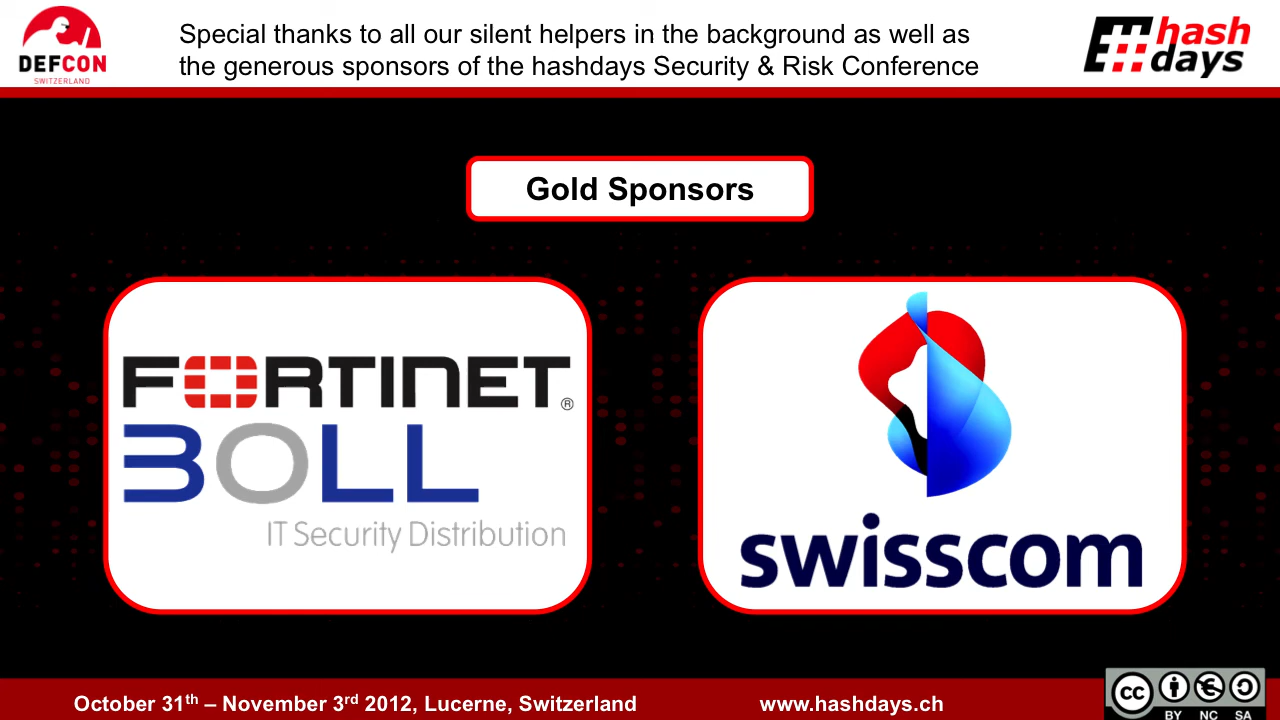 DEFCON
SWITZERLAND
Special thanks to all our silent helpers in the background as well as
the generous sponsors of the hashdays Security & Risk Conference
hash
days
Gold Sponsors
FORTINET®
BOLL
IT Security Distribution
swisscom
October 31th – November 3rd 2012, Lucerne, Switzerland
www.hashdays.ch
cc
BY NC SA